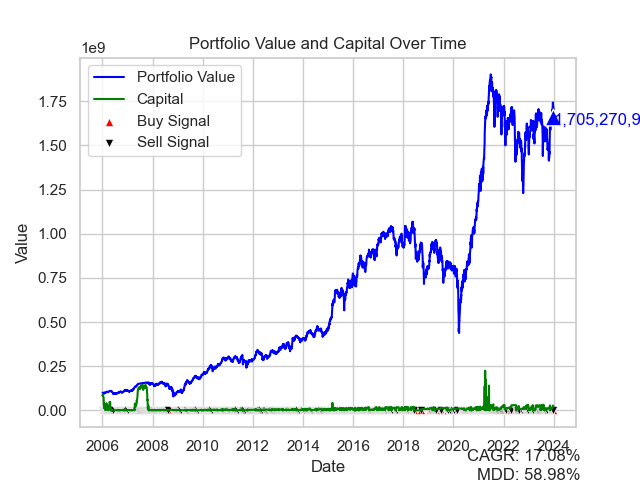 Portfolio Value and Capital Over Time
1e9
Portfolio Value
Capital
Buy Signal
Sell Signal
1.75
1.50
1.25
1.00
0.75
0.50
0.25
0.00
Value
1,705,270,9
2006 2008 2010 2012 2014 2016 2018 2020 2022 2024
Date
CAGR: 17.08%
MDD: 58.98%